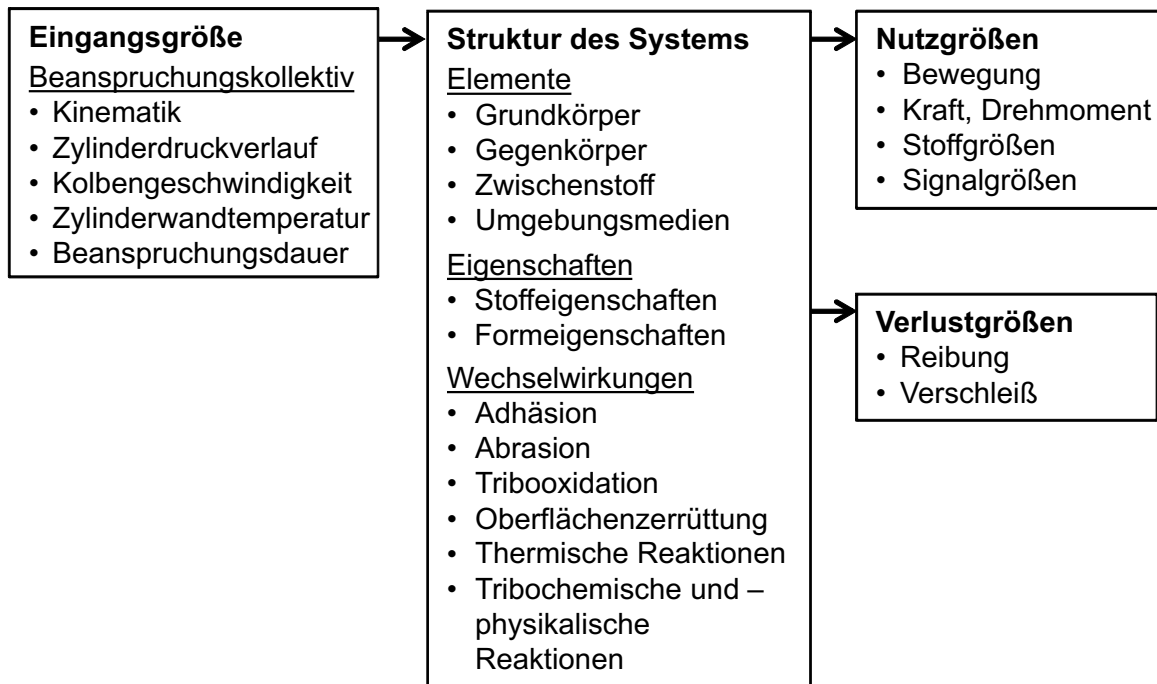 Eingangsgröße
Beanspruchungskollektiv
• Kinematik
• Zylinderdruckverlauf
• Kolbengeschwindigkeit
• Zylinderwandtemperatur
• Beanspruchungsdauer
Struktur des Systems
Elemente
• Grundkörper
• Gegenkörper
• Zwischenstoff
• Umgebungsmedien
Eigenschaften
• Stoffeigenschaften
• Formeigenschaften
Wechselwirkungen
• Adhäsion
• Abrasion
• Tribooxidation
• Oberflächenzerrüttung
• Thermische Reaktionen
• Tribochemische und –
physikalische
Reaktionen
Nutzgrößen
• Bewegung
• Kraft, Drehmoment
• Stoffgrößen
• Signalgrößen
Verlustgrößen
• Reibung
• Verschleiß